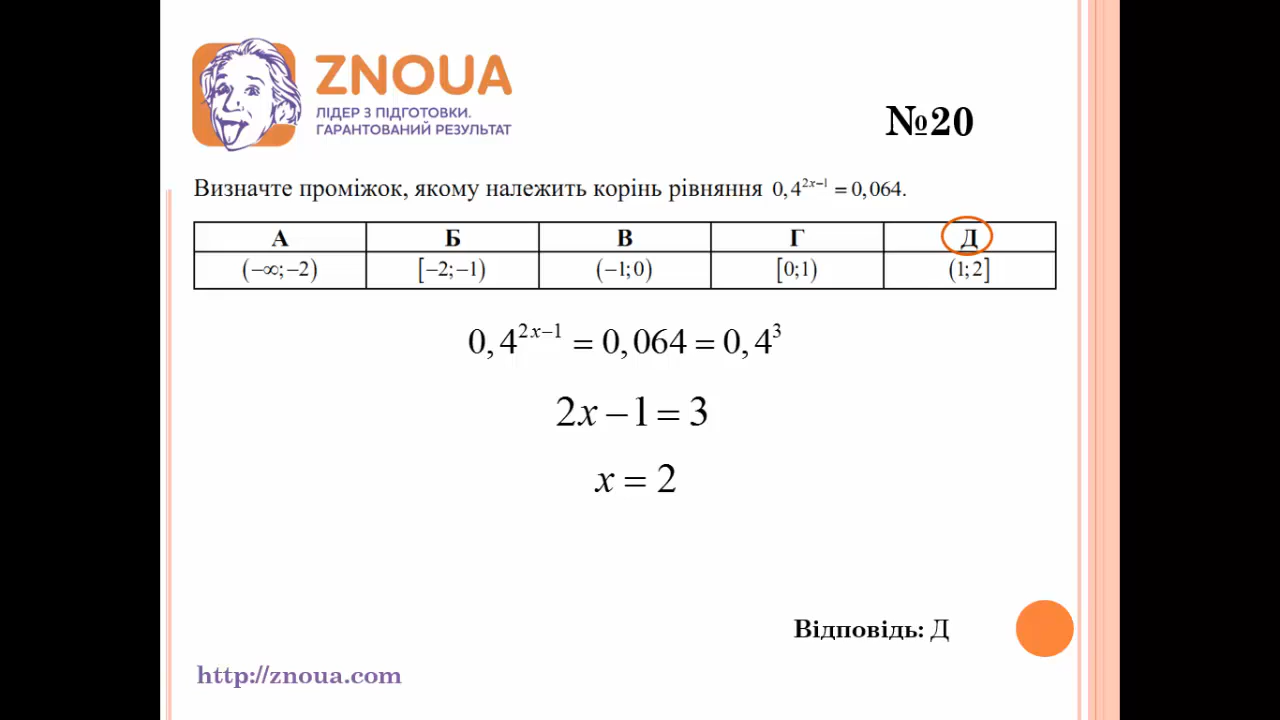 ZNOUA
ЛІДЕР З ПІДГОТОВКИ.
ГАРАНТОВАНИЙ РЕЗУЛЬТАТ
№20
Визначте проміжок, якому належить корінь рівняння 0,4^{2x−1} = 0,064.
А Б В Г Д
(−∞;−2) [−2;−1) (−1;0) [0;1) (1;2]
0,4^{2x−1} = 0,064 = 0,4^3
2x − 1 = 3
x = 2
Відповідь: Д
http://znoua.com